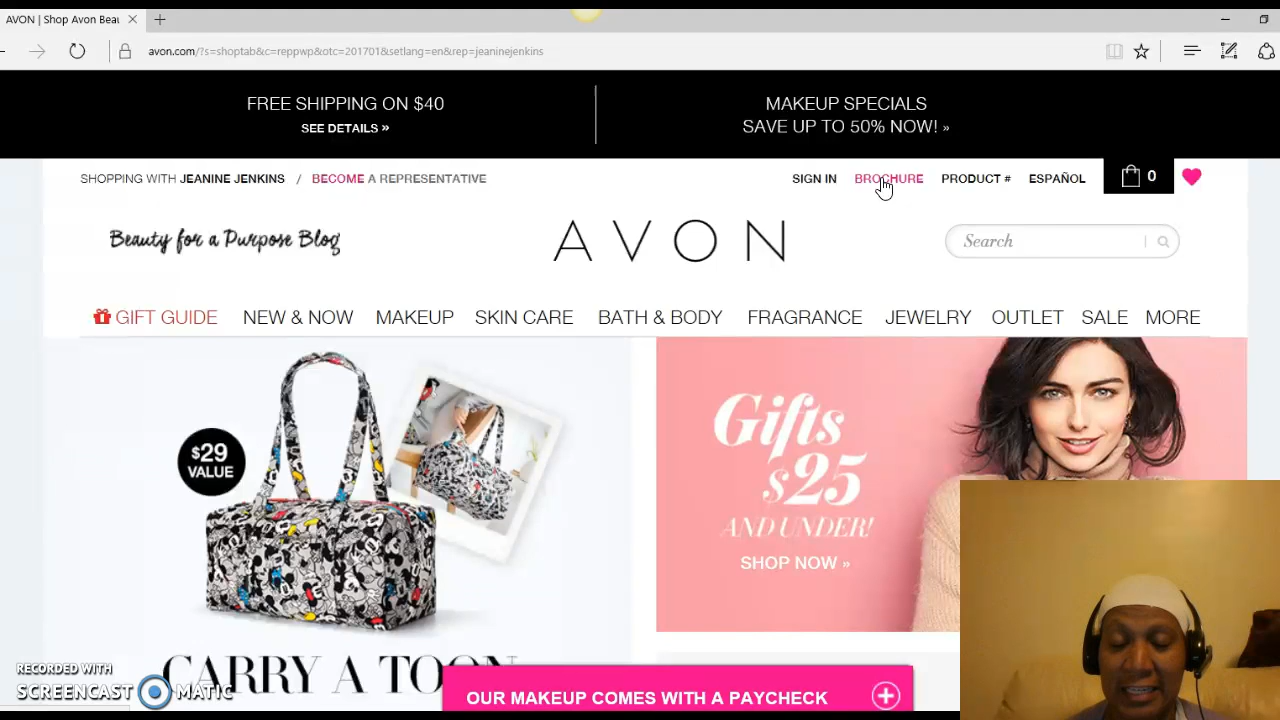 AVON | Shop Avon Beau
avon.com/?s=shoptab&c=reppwp&otc=201701&setlang=en&rep=jeaninejenkins
FREE SHIPPING ON $40
SEE DETAILS »
MAKEUP SPECIALS
SAVE UP TO 50% NOW! »
SHOPPING WITH JEANINE JENKINS / BECOME A REPRESENTATIVE
SIGN IN BROCHURE PRODUCT # ESPAÑOL 0
Beauty for a Purpose Blog
AVON
Search
GIFT GUIDE NEW & NOW MAKEUP SKIN CARE BATH & BODY FRAGRANCE JEWELRY OUTLET SALE MORE
$29
VALUE
Gifts
$25
AND UNDER!
SHOP NOW »
CARRY A TOON
OUR MAKEUP COMES WITH A PAYCHECK
RECORDED WITH
SCREENCAST MATIC